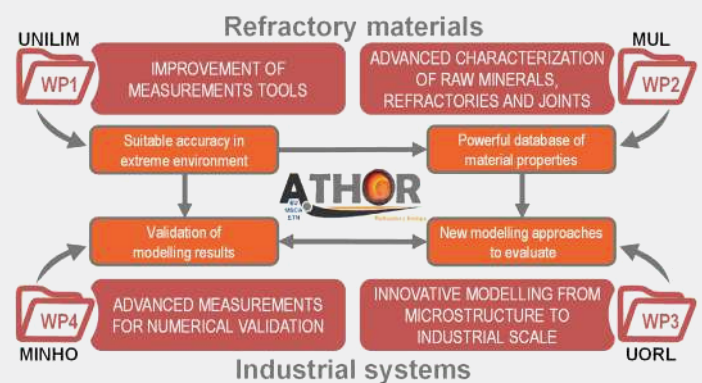 Refractory materials
UNILIM
WP1
IMPROVEMENT OF
MEASUREMENTS TOOLS
ADVANCED CHARACTERIZATION
OF RAW MINERALS,
REFRACTORIES AND JOINTS
MUL
WP2
Suitable accuracy in
extreme environment
Powerful database of
material properties
ATHOR
MSCA
ETN
Validation of
modelling results
New modelling approaches
to evaluate
WP4
MINHO
ADVANCED MEASUREMENTS
FOR NUMERICAL VALIDATION
INNOVATIVE MODELLING FROM
MICROSTRUCTURE TO
INDUSTRIAL SCALE
WP3
UORL
Industrial systems